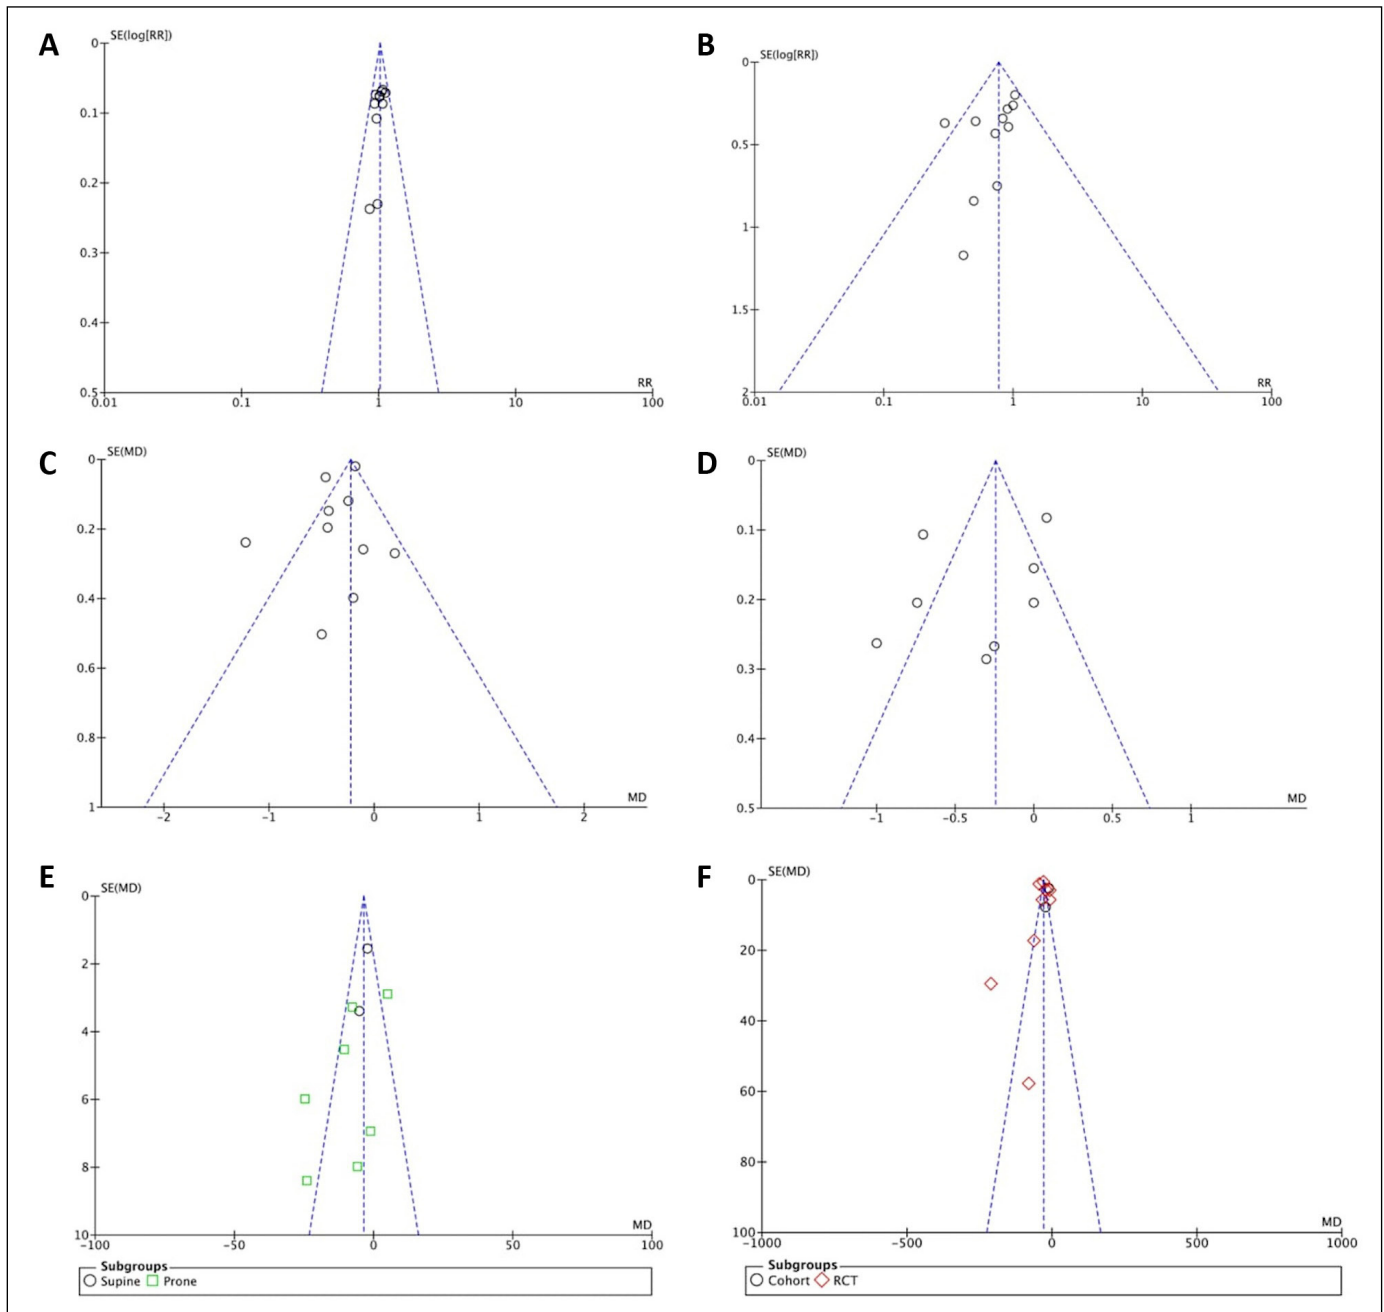 A
SE(log[RR])
0
0.1
0.2
0.3
0.4
0.5
RR
0.01 0.1 1 10 100
B
SE(log[RR])
0
0.5
1
1.5
2
RR
0.01 0.1 1 10 100
C
SE(MD)
0
0.2
0.4
0.6
0.8
1
MD
−2 −1 0 1 2
D
SE(MD)
0
0.1
0.2
0.3
0.4
0.5
MD
−1 −0.5 0 0.5 1
E
SE(MD)
0
2
4
6
8
10
MD
−100 −50 0 50 100
Subgroups
Supine Prone
F
SE(MD)
0
20
40
60
80
100
MD
−1000 −500 0 500 1000
Subgroups
Cohort RCT